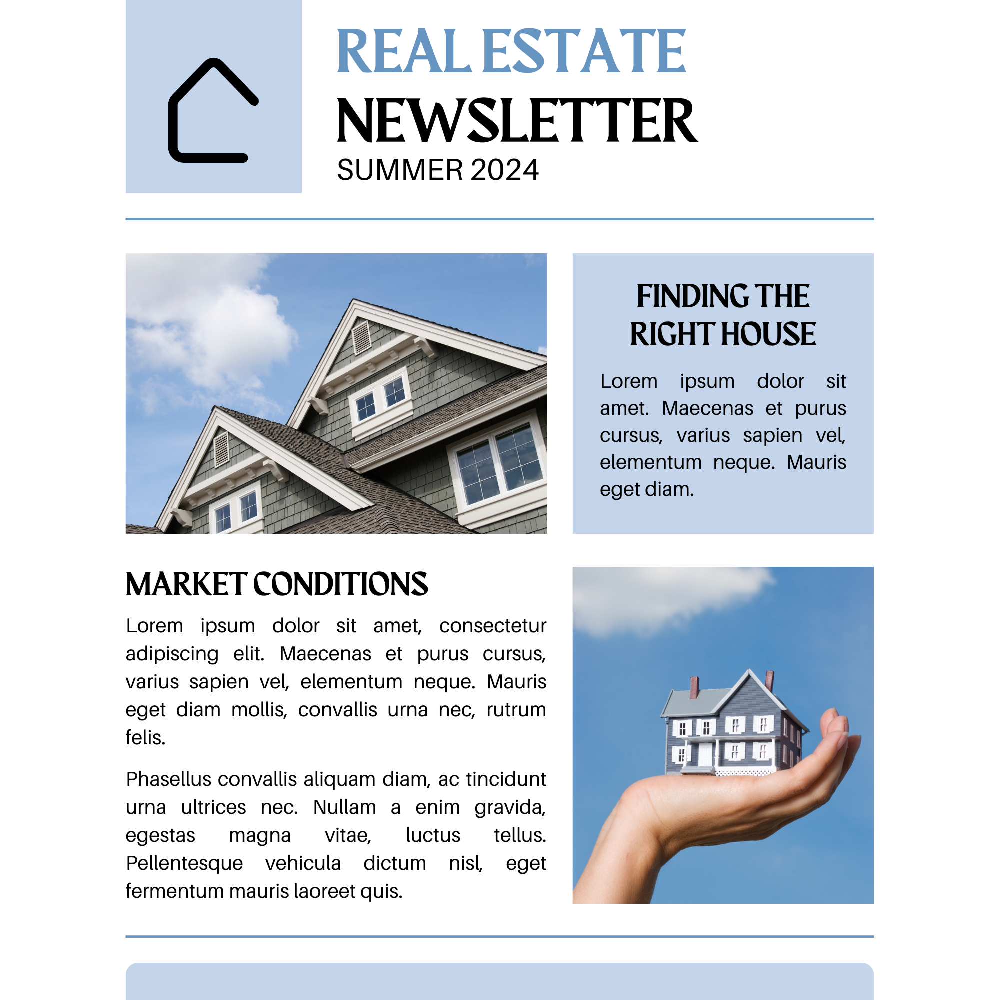 REAL ESTATE
NEWSLETTER
SUMMER 2024
FINDING THE
RIGHT HOUSE
Lorem ipsum dolor sit
amet. Maecenas et purus
cursus, varius sapien vel,
elementum neque. Mauris
eget diam.
MARKET CONDITIONS
Lorem ipsum dolor sit amet, consectetur
adipiscing elit. Maecenas et purus cursus,
varius sapien vel, elementum neque. Mauris
eget diam mollis, convallis urna nec, rutrum
felis.
Phasellus convallis aliquam diam, ac tincidunt
urna ultrices nec. Nullam a enim gravida,
egestas magna vitae, luctus tellus.
Pellentesque vehicula dictum nisl, eget
fermentum mauris laoreet quis.